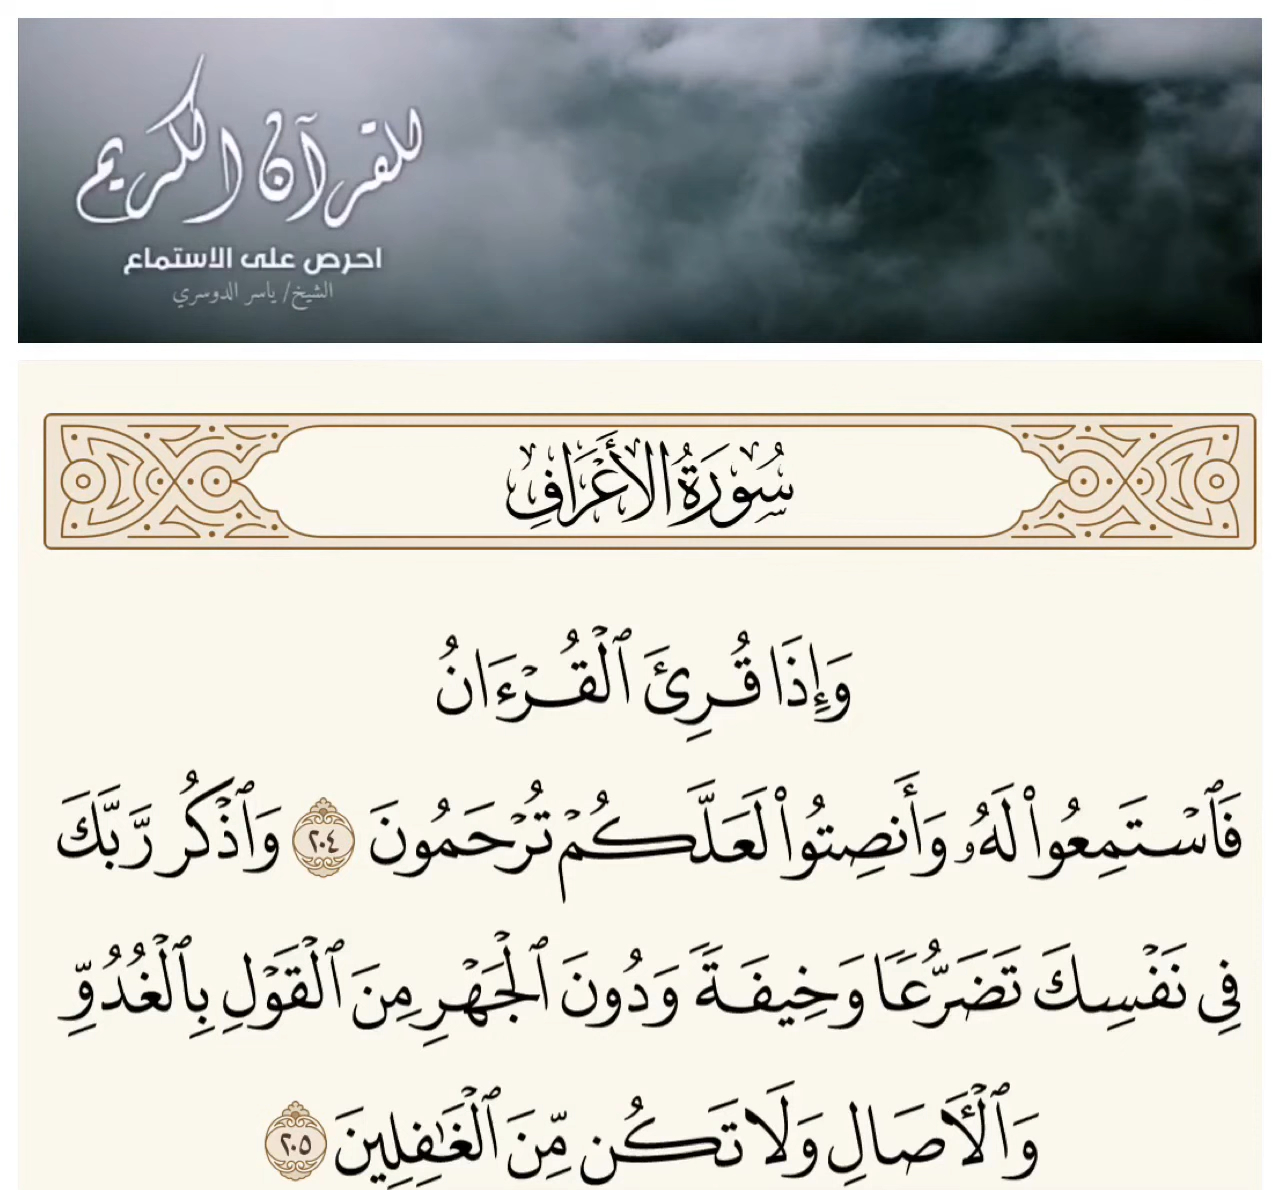 للقرآن الكريم
احرص على الاستماع
الشيخ/ ياسر الدوسري
سُورَةُ الأَعْرَافِ
وَإِذَا قُرِئَ ٱلْقُرْءَانُ
فَٱسْتَمِعُوا۟ لَهُۥ وَأَنصِتُوا۟ لَعَلَّكُمْ تُرْحَمُونَ ٢٠٤ وَٱذْكُر رَّبَّكَ
فِى نَفْسِكَ تَضَرُّعًا وَخِيفَةً وَدُونَ ٱلْجَهْرِ مِنَ ٱلْقَوْلِ بِٱلْغُدُوِّ
وَٱلْـَٔاصَالِ وَلَا تَكُن مِّنَ ٱلْغَـٰفِلِينَ ٢٠٥